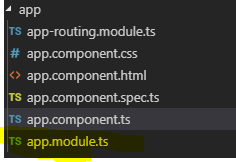 app
TS app-routing.module.ts
# app.component.css
<> app.component.html
TS app.component.spec.ts
TS app.component.ts
TS app.module.ts